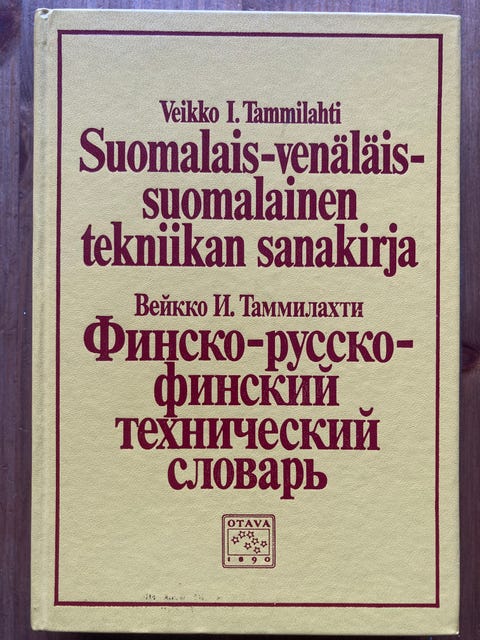 Veikko I. Tammilahti
Suomalais-venäläis-
suomalainen
tekniikan sanakirja
Вейкко И. Таммилахти
Финско-русско-
финский
технический
словарь
OTAVA
1890